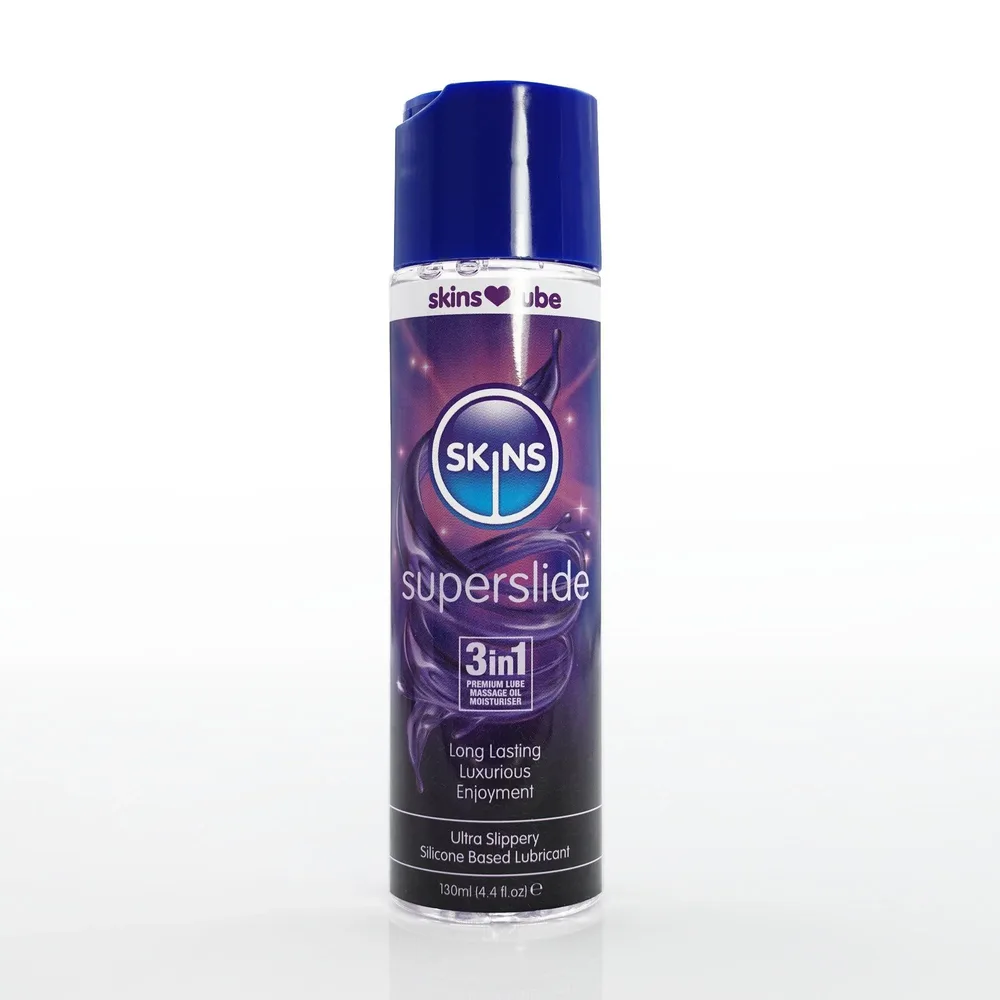 skins♥lube
SKINS
superslide
3in1
PREMIUM LUBE
MASSAGE OIL
MOISTURISER
Long Lasting
Luxurious
Enjoyment
Ultra Slippery
Silicone Based Lubricant
130ml (4.4 fl.oz) ℮